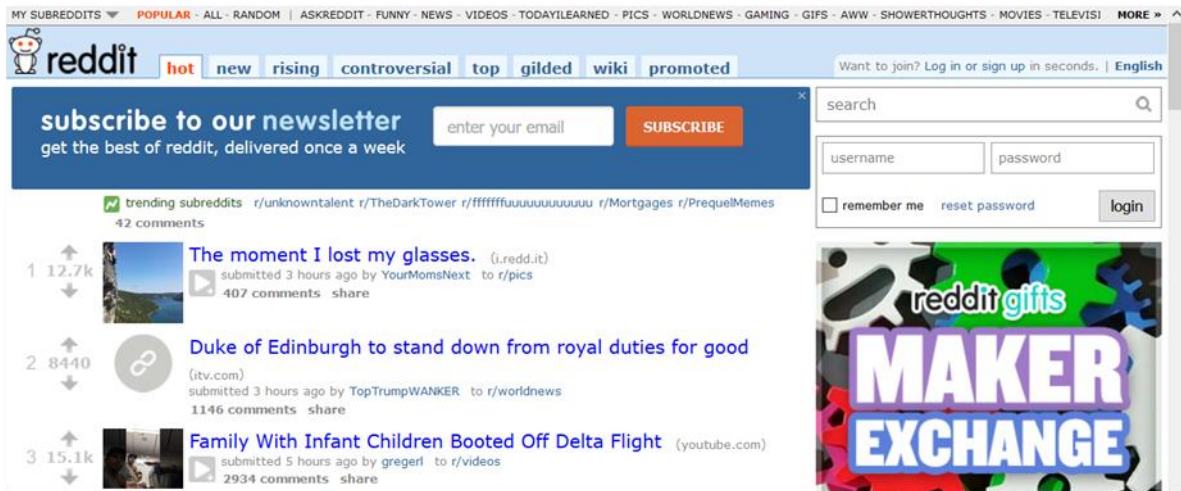 MY SUBREDDITS POPULAR - ALL - RANDOM | ASKREDDIT - FUNNY - NEWS - VIDEOS - TODAYILEARNED - PICS - WORLDNEWS - GAMING - GIFS - AWW - SHOWERTHOUGHTS - MOVIES - TELEVISI MORE »
reddit hot new rising controversial top gilded wiki promoted Want to join? Log in or sign up in seconds. | English
subscribe to our newsletter
get the best of reddit, delivered once a week
enter your email SUBSCRIBE
search
username password
remember me reset password login
trending subreddits r/unknowntalent r/TheDarkTower r/fffffffuuuuuuuuuuuu r/Mortgages r/PrequelMemes
42 comments
1 12.7k
The moment I lost my glasses. (i.redd.it)
submitted 3 hours ago by YourMomsNext to r/pics
407 comments share
2 8440
Duke of Edinburgh to stand down from royal duties for good
(itv.com)
submitted 3 hours ago by TopTrumpWANKER to r/worldnews
1146 comments share
3 15.1k
Family With Infant Children Booted Off Delta Flight (youtube.com)
submitted 5 hours ago by gregerl to r/videos
2934 comments share
reddit gifts
MAKER
EXCHANGE